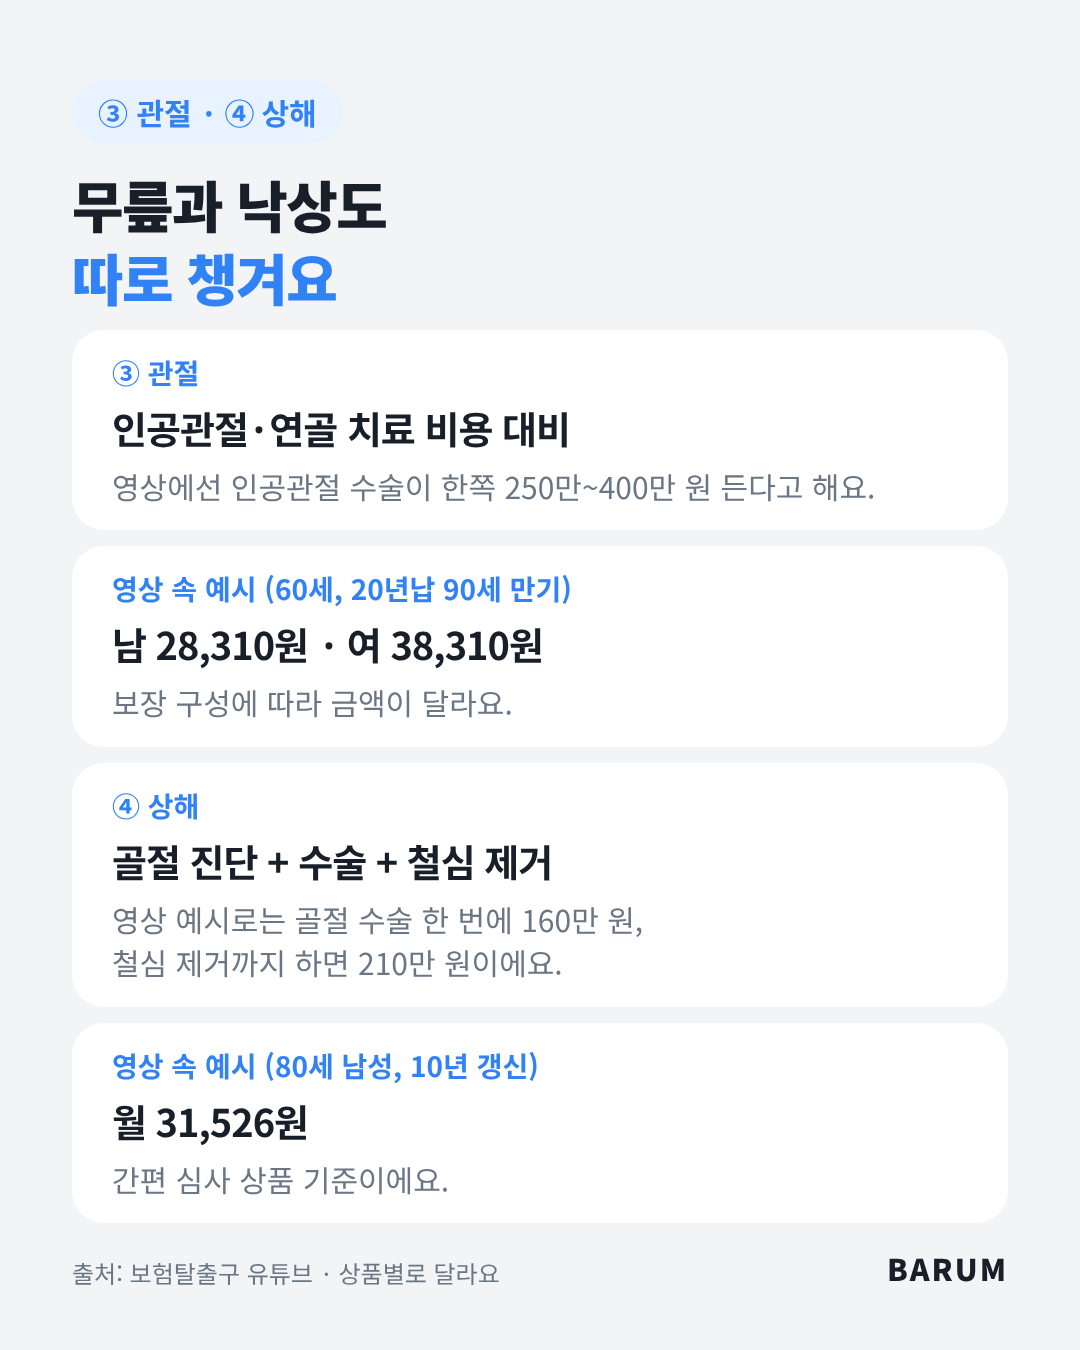 ③ 관절 · ④ 상해
무릎과 낙상도
따로 챙겨요
③ 관절
인공관절·연골 치료 비용 대비
영상에선 인공관절 수술이 한쪽 250만~400만 원 든다고 해요.
영상 속 예시 (60세, 20년납 90세 만기)
남 28,310원 · 여 38,310원
보장 구성에 따라 금액이 달라요.
④ 상해
골절 진단 + 수술 + 철심 제거
영상 예시로는 골절 수술 한 번에 160만 원,
철심 제거까지 하면 210만 원이에요.
영상 속 예시 (80세 남성, 10년 갱신)
월 31,526원
간편 심사 상품 기준이에요.
출처: 보험탈출구 유튜브 · 상품별로 달라요
BARUM